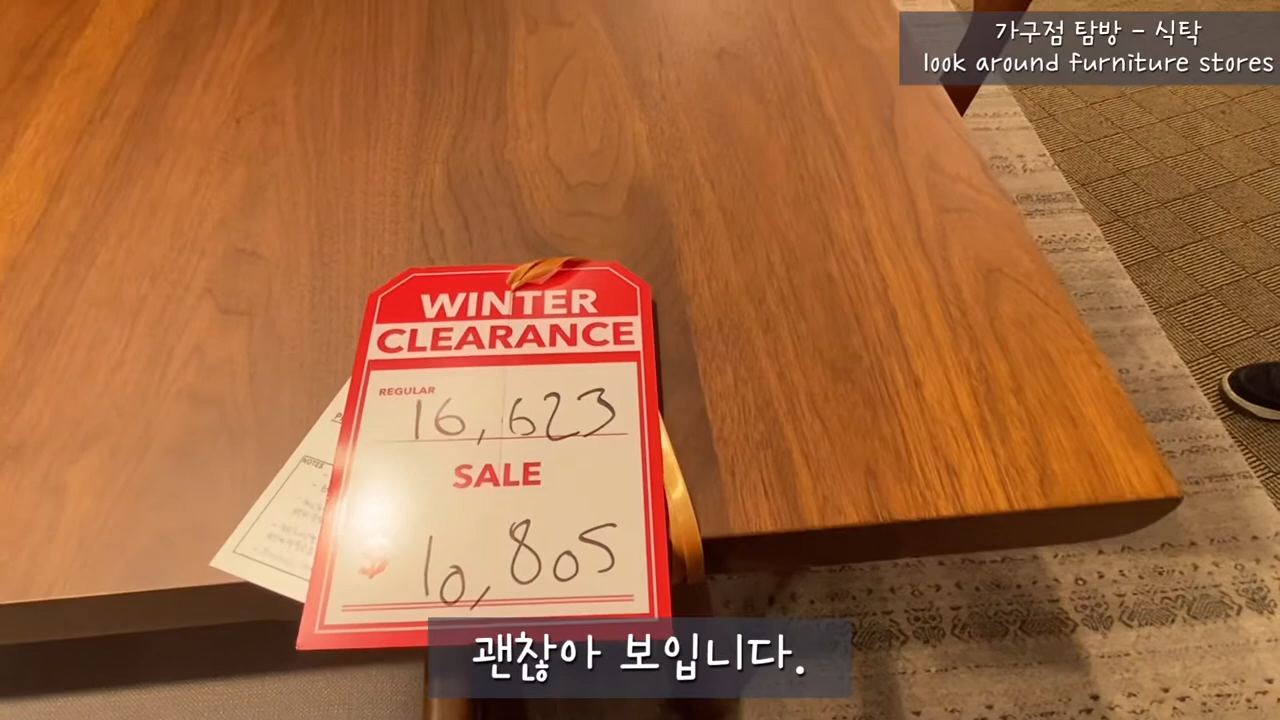 가구점 탐방 - 식탁
look around furniture stores
WINTER
CLEARANCE
REGULAR
16,623
SALE
10,805
NOTES
괜찮아 보입니다.